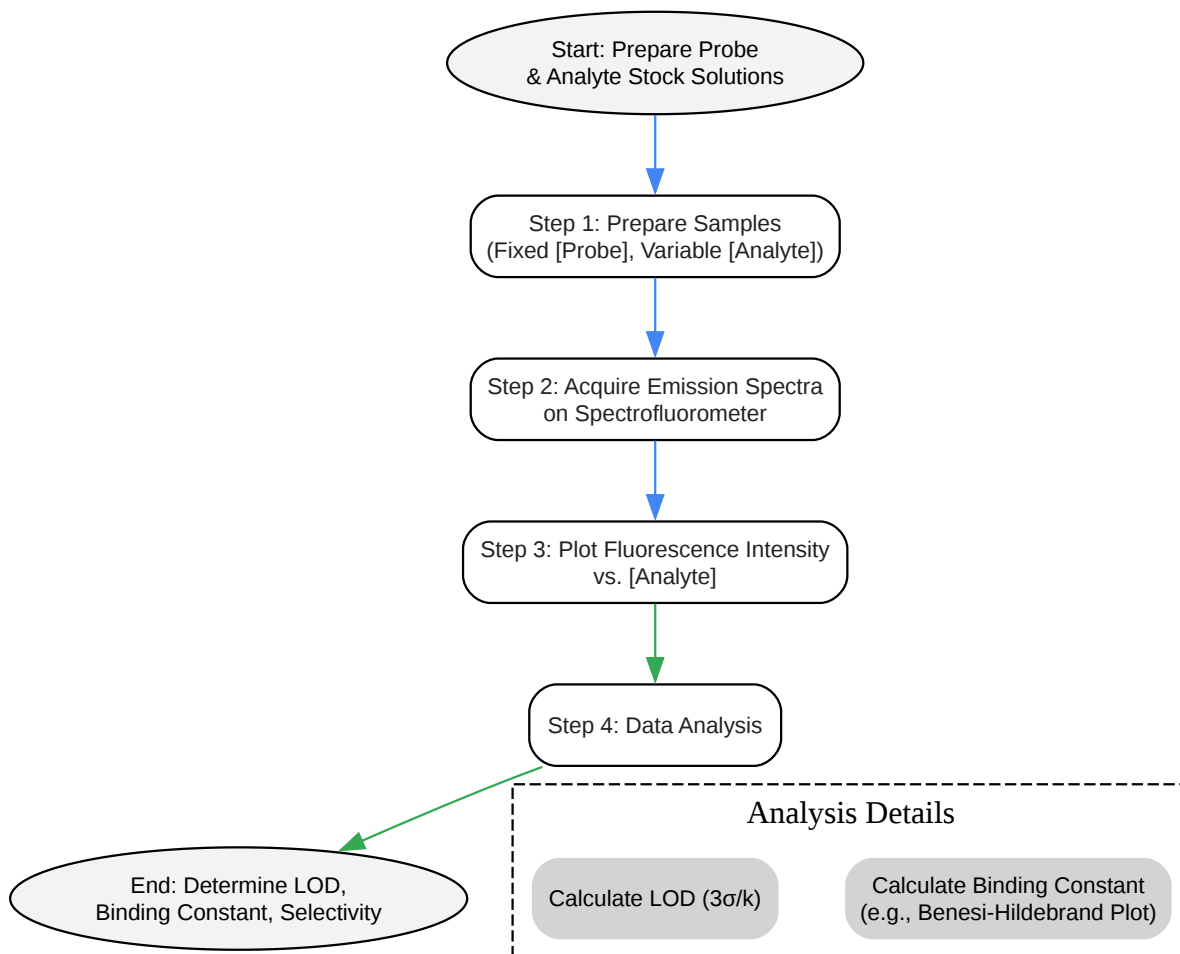 Start: Prepare Probe
& Analyte Stock Solutions
Step 1: Prepare Samples
(Fixed [Probe], Variable [Analyte])
Step 2: Acquire Emission Spectra
on Spectrofluorometer
Step 3: Plot Fluorescence Intensity
vs. [Analyte]
Step 4: Data Analysis
Analysis Details
End: Determine LOD,
Binding Constant, Selectivity
Calculate LOD (3σ/k)
Calculate Binding Constant
(e.g., Benesi-Hildebrand Plot)